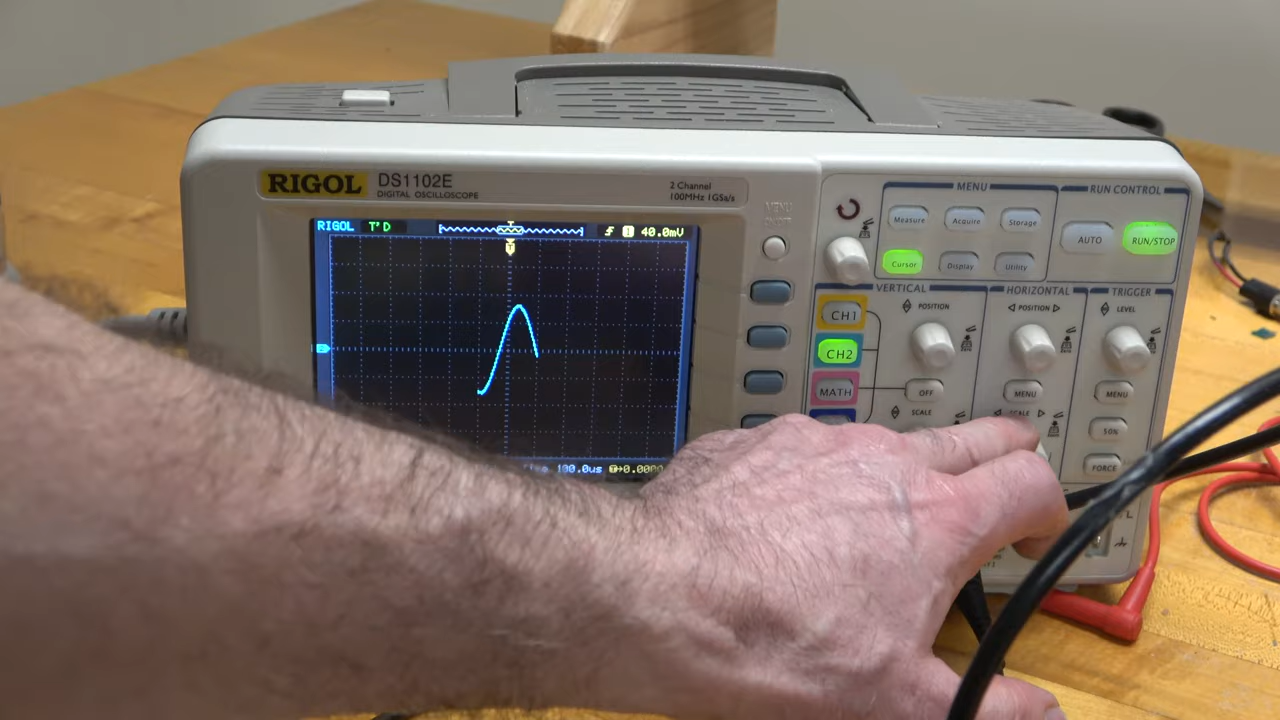 RIGOL DS1102E
DIGITAL OSCILLOSCOPE
2 Channel
100MHz 1GSa/s
MENU
RIGOL T'D
1 40.0mV
T
100.0us
MENU
RUN CONTROL
Measure Acquire Storage
AUTO RUN/STOP
Cursor Display Utility
VERTICAL HORIZONTAL TRIGGER
CH1 POSITION POSITION LEVEL
CH2
MATH OFF MENU MENU
SCALE SCALE 50%
FORCE